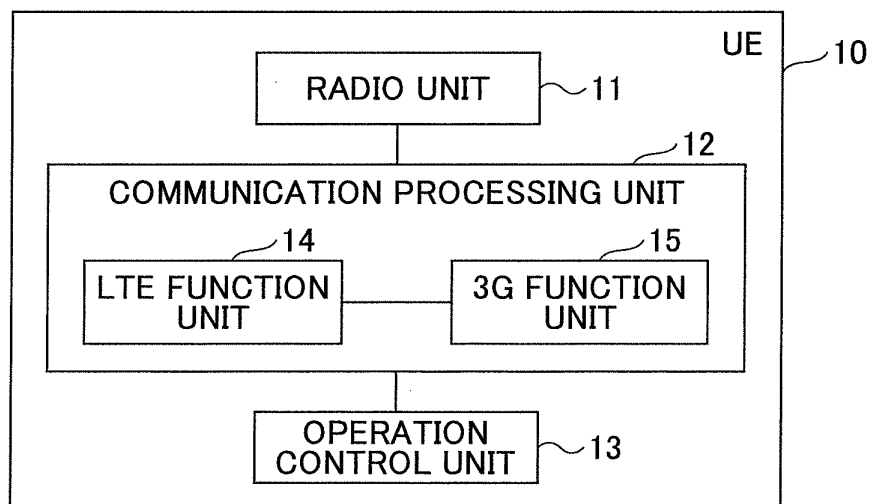 UE
10
RADIO UNIT
11
12
COMMUNICATION PROCESSING UNIT
14
15
LTE FUNCTION
UNIT
3G FUNCTION
UNIT
OPERATION
CONTROL UNIT
13